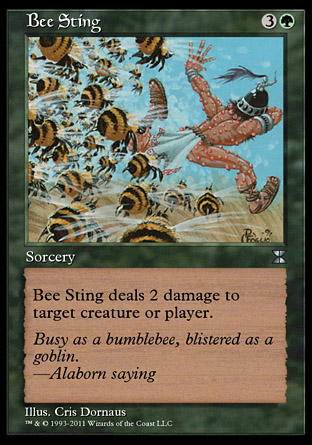 Bee Sting 3
Sorcery
Bee Sting deals 2 damage to
target creature or player.
Busy as a bumblebee, blistered as a
goblin.
—Alaborn saying
Illus. Cris Dornaus
™ & © 1993-2011 Wizards of the Coast LLC